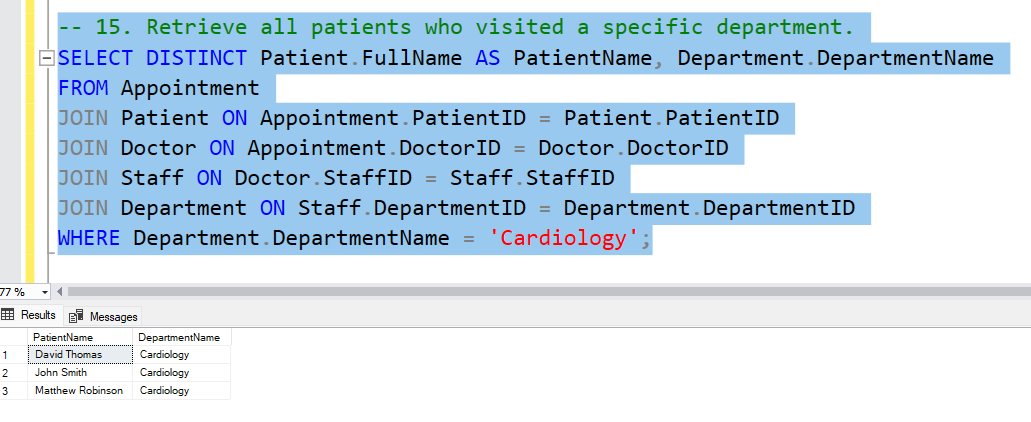 -- 15. Retrieve all patients who visited a specific department.
SELECT DISTINCT Patient.FullName AS PatientName, Department.DepartmentName
FROM Appointment
JOIN Patient ON Appointment.PatientID = Patient.PatientID
JOIN Doctor ON Appointment.DoctorID = Doctor.DoctorID
JOIN Staff ON Doctor.StaffID = Staff.StaffID
JOIN Department ON Staff.DepartmentID = Department.DepartmentID
WHERE Department.DepartmentName = 'Cardiology';
77 %
Results Messages
PatientName DepartmentName
1 David Thomas Cardiology
2 John Smith Cardiology
3 Matthew Robinson Cardiology